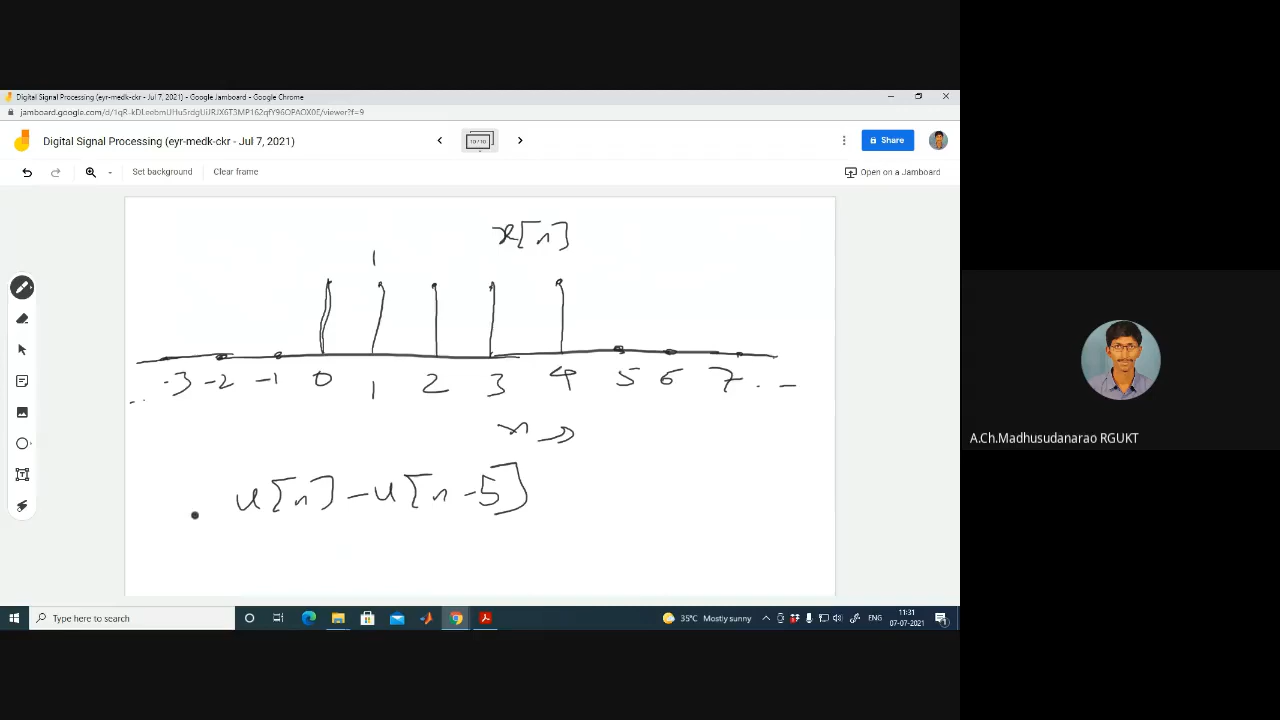 Digital Signal Processing (eyr-medk-ckr - Jul 7, 2021) - Google Jamboard - Google Chrome
Digital Signal Processing (eyr-medk-ckr - Jul 7, 2021)
10 / 10
Share
Set background
Clear frame
Open on a Jamboard
x[n]
1
.. -3 -2 -1 0 1 2 3 4 5 6 7 . . –
n →
u[n] - u[n-5]
A.Ch.Madhusudanarao RGUKT
Type here to search
35°C Mostly sunny
ENG
11:31
07-07-2021